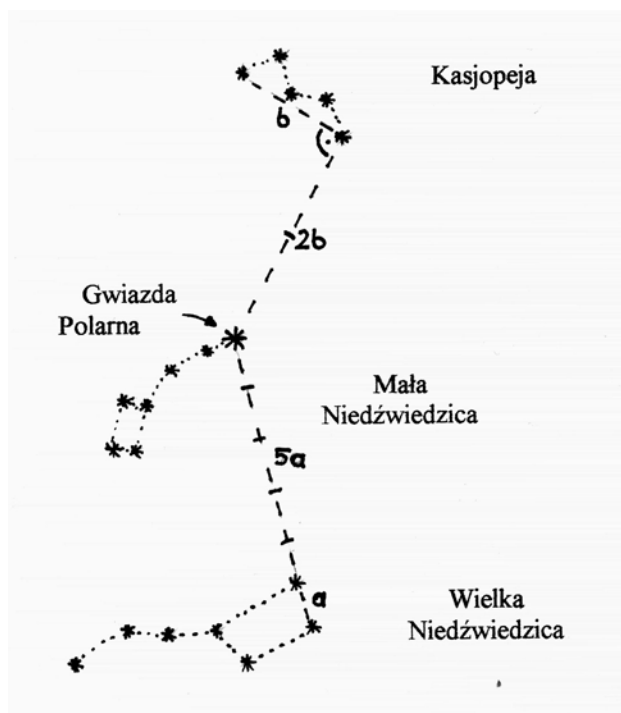 Kasjopeja
b
2b
Gwiazda
Polarna
Mała
Niedźwiedzica
5a
a
Wielka
Niedźwiedzica